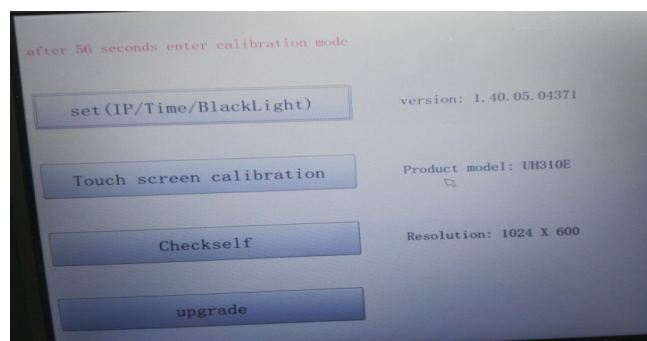 after 56 seconds enter calibration mode
set(IP/Time/BlackLight)
version: 1.40.05.04371
Touch screen calibration
Product model: UH310E
Checkself
Resolution: 1024 X 600
upgrade